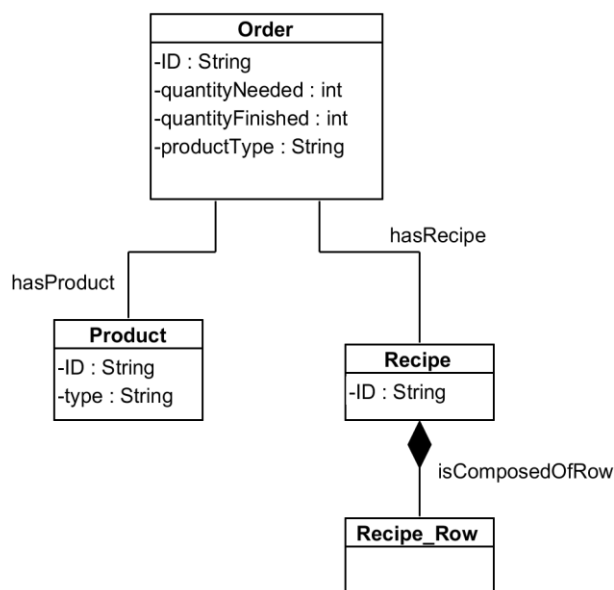 Order
-ID : String
-quantityNeeded : int
-quantityFinished : int
-productType : String
hasRecipe
hasProduct
Product
-ID : String
-type : String
Recipe
-ID : String
isComposedOfRow
Recipe_Row